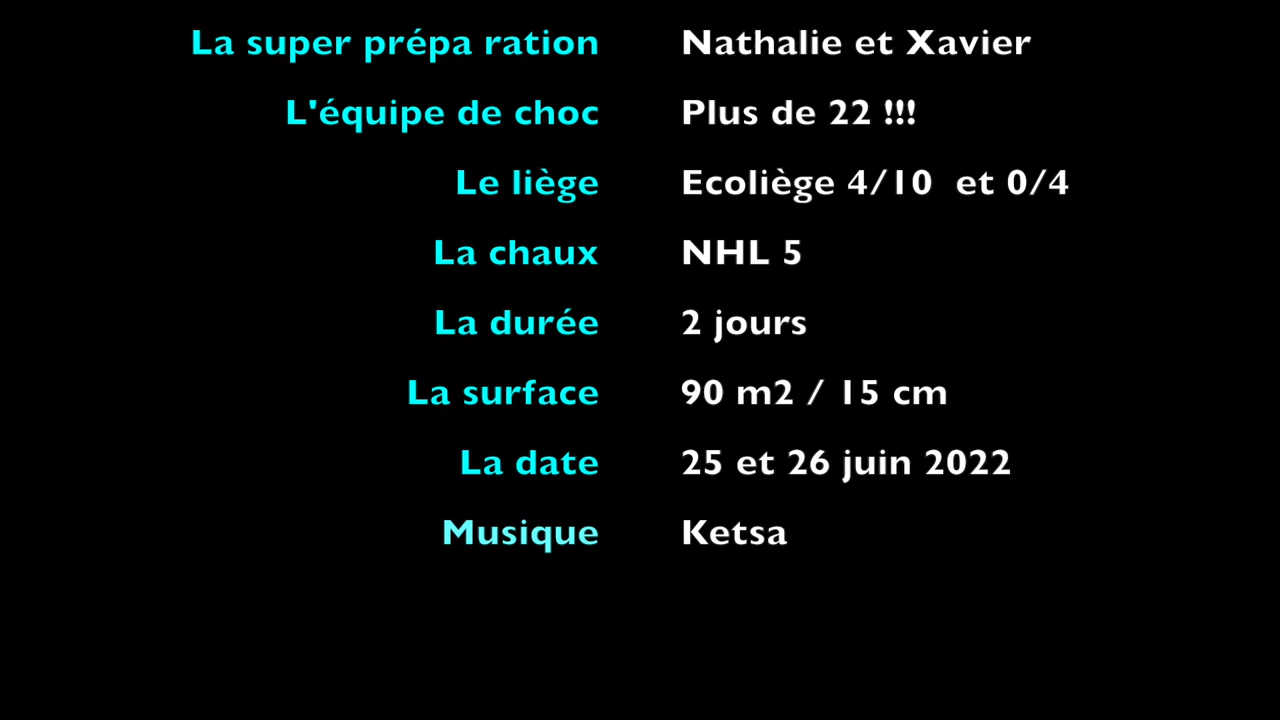 La super prépa ration Nathalie et Xavier
L'équipe de choc Plus de 22 !!!
Le liège Ecoliège 4/10  et 0/4
La chaux NHL 5
La durée 2 jours
La surface 90 m2 / 15 cm
La date 25 et 26 juin 2022
Musique Ketsa